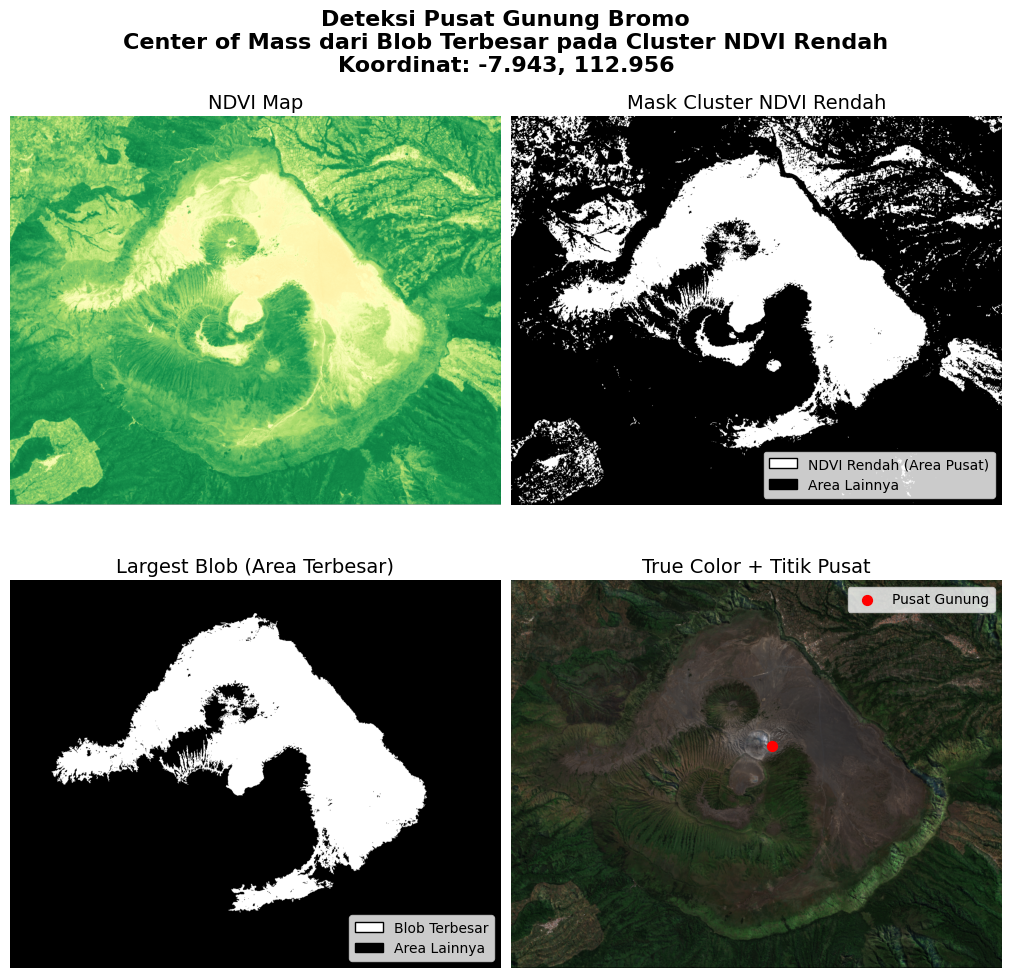 Deteksi Pusat Gunung Bromo
Center of Mass dari Blob Terbesar pada Cluster NDVI Rendah
Koordinat: -7.943, 112.956
NDVI Map
Mask Cluster NDVI Rendah
NDVI Rendah (Area Pusat)
Area Lainnya
Largest Blob (Area Terbesar)
True Color + Titik Pusat
Blob Terbesar
Area Lainnya
Pusat Gunung